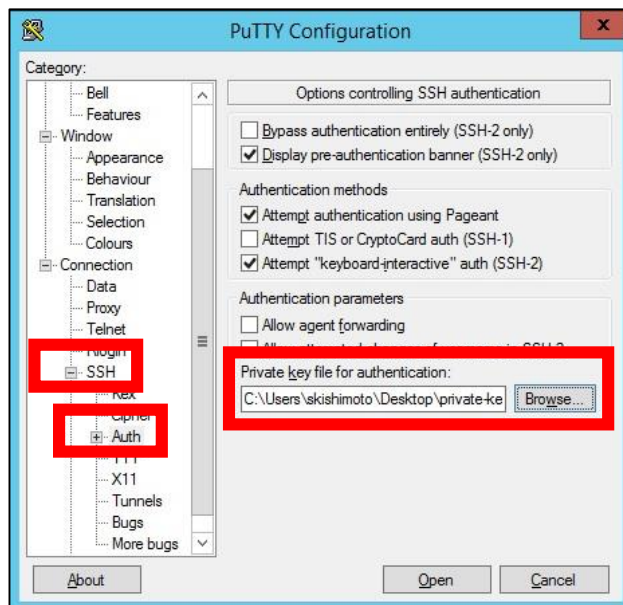 PuTTY Configuration
x
Category:
Bell
Features
Window
Appearance
Behaviour
Translation
Selection
Colours
Connection
Data
Proxy
Telnet
Rlogin
SSH
Kex
Cipher
Auth
TTY
X11
Tunnels
Bugs
More bugs
Options controlling SSH authentication
Bypass authentication entirely (SSH-2 only)
Display pre-authentication banner (SSH-2 only)
Authentication methods
Attempt authentication using Pageant
Attempt TIS or CryptoCard auth (SSH-1)
Attempt "keyboard-interactive" auth (SSH-2)
Authentication parameters
Allow agent forwarding
Private key file for authentication:
C:\Users\skishimoto\Desktop\private-ke
Browse...
About
Open
Cancel